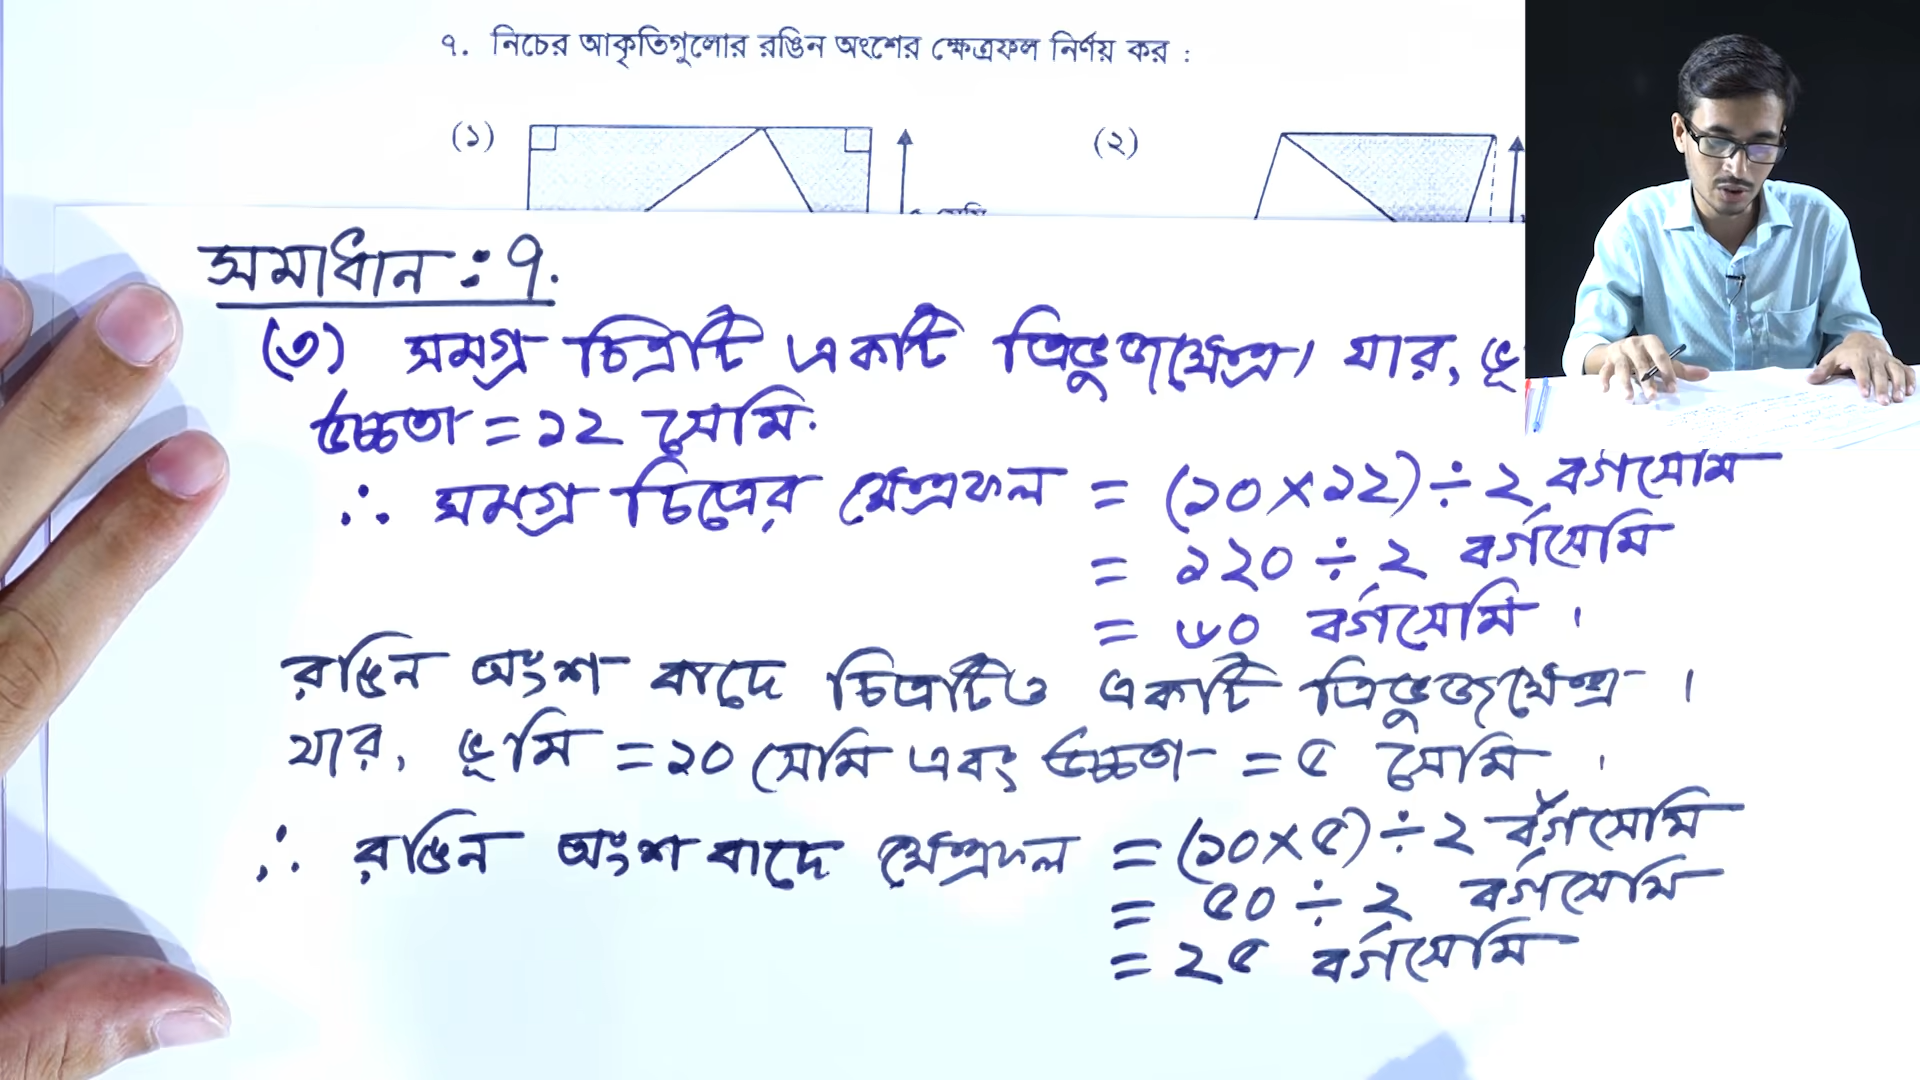 ৭. নিচের আকৃতিগুলোর রঙিন অংশের ক্ষেত্রফল নির্ণয় কর :
(১) (২)
সমাধান : ৭.
(৩) সমগ্র চিত্রটি একটি ত্রিভুজক্ষেত্র। যার, ভূ
উচ্চতা = ১২ সেমি.
∴ সমগ্র চিত্রের ক্ষেত্রফল = (১০ × ১২) ÷ ২ বর্গসেমি
= ১২০ ÷ ২ বর্গসেমি
= ৬০ বর্গসেমি ।
রঙিন অংশ বাদে চিত্রটিও একটি ত্রিভুজক্ষেত্র ।
যার, ভূমি = ১০ সেমি এবং উচ্চতা = ৫ সেমি ।
∴ রঙিন অংশ বাদে ক্ষেত্রফল = (১০ × ৫) ÷ ২ বর্গসেমি
= ৫০ ÷ ২ বর্গসেমি
= ২৫ বর্গসেমি